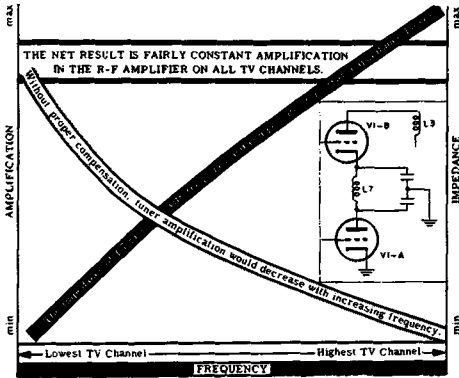 max
max
THE NET RESULT IS FAIRLY CONSTANT AMPLIFICATION
IN THE R-F AMPLIFIER ON ALL TV CHANNELS.
Without proper compensation, tuner amplification would decrease with increasing frequency.
AMPLIFICATION
IMPEDANCE
V1-B
L3
L7
V1-A
min
min
Lowest TV Channel
Highest TV Channel
FREQUENCY